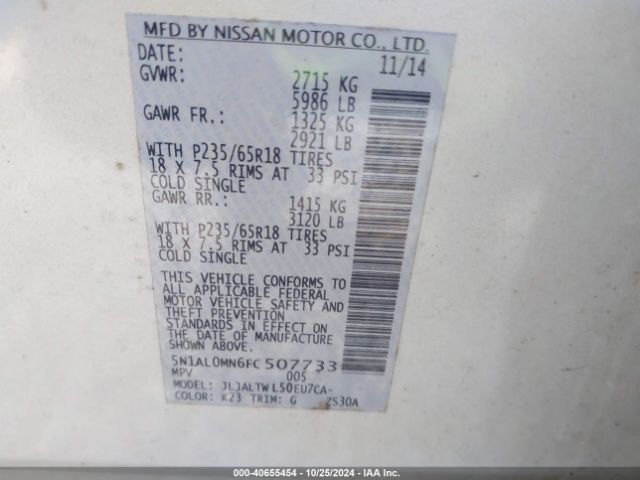 MFD BY NISSAN MOTOR CO., LTD.
DATE: 11/14
GVWR: 2715 KG
5986 LB
GAWR FR.: 1325 KG
2921 LB
WITH P235/65R18 TIRES
18 X 7.5 RIMS AT 33 PSI
COLD SINGLE
GAWR RR.: 1415 KG
3120 LB
WITH P235/65R18 TIRES
18 X 7.5 RIMS AT 33 PSI
COLD SINGLE
THIS VEHICLE CONFORMS TO
ALL APPLICABLE FEDERAL
MOTOR VEHICLE SAFETY AND
THEFT PREVENTION
STANDARDS IN EFFECT ON
THE DATE OF MANUFACTURE
SHOWN ABOVE.
5N1AL0MN6FC507733
MPV 005
MODEL: JLJALTWL50EU7CA-
COLOR: K23 TRIM: G ZS30A
000-40655454 - 10/25/2024 - IAA Inc.